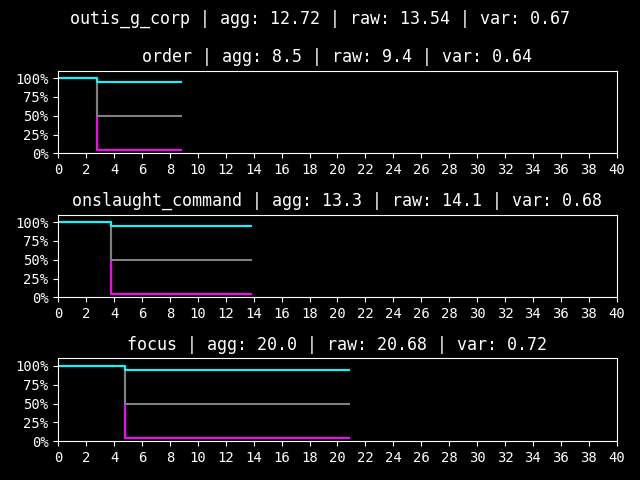 outis_g_corp | agg: 12.72 | raw: 13.54 | var: 0.67
order | agg: 8.5 | raw: 9.4 | var: 0.64
100%
75%
50%
25%
0%
0 2 4 6 8 10 12 14 16 18 20 22 24 26 28 30 32 34 36 38 40
onslaught_command | agg: 13.3 | raw: 14.1 | var: 0.68
100%
75%
50%
25%
0%
0 2 4 6 8 10 12 14 16 18 20 22 24 26 28 30 32 34 36 38 40
focus | agg: 20.0 | raw: 20.68 | var: 0.72
100%
75%
50%
25%
0%
0 2 4 6 8 10 12 14 16 18 20 22 24 26 28 30 32 34 36 38 40